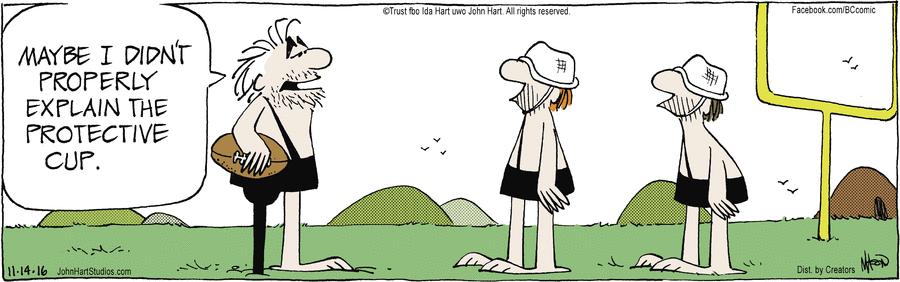 ©Trust fbo Ida Hart uwo John Hart. All rights reserved.
Facebook.com/BCcomic
MAYBE I DIDN'T
PROPERLY
EXPLAIN THE
PROTECTIVE
CUP.
11·14·16 JohnHartStudios.com
Dist. by Creators
MASON